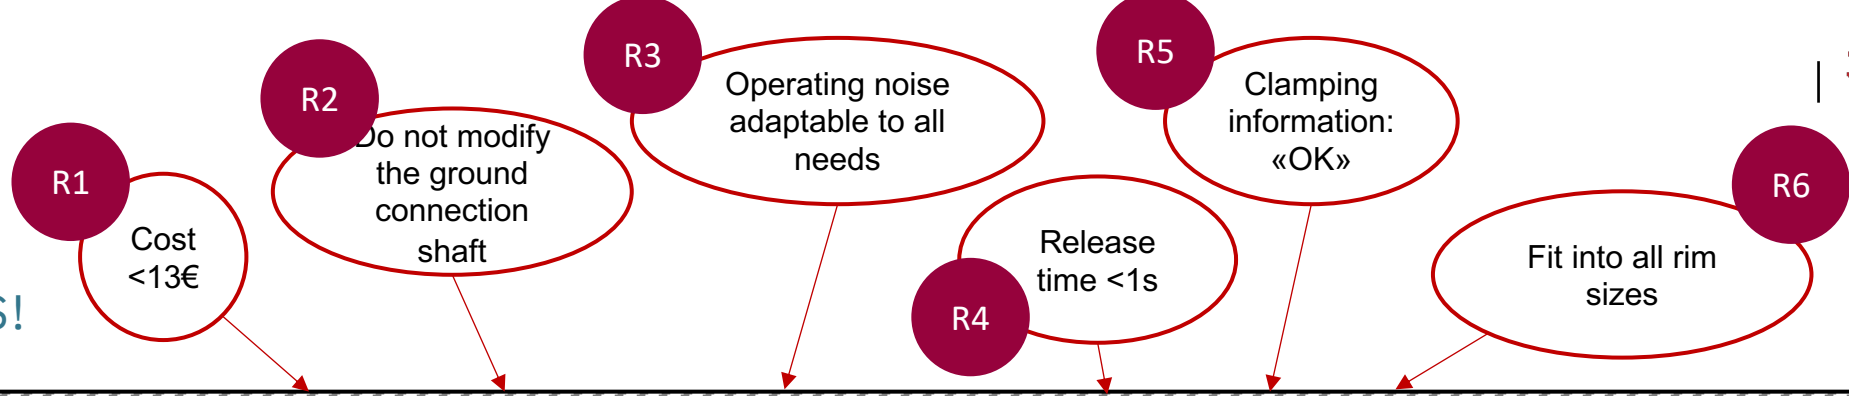 R1
Cost
<13€
R2
Do not modify
the ground
connection
shaft
R3
Operating noise
adaptable to all
needs
R4
Release
time <1s
R5
Clamping
information:
«OK»
R6
Fit into all rim
sizes
|
S!